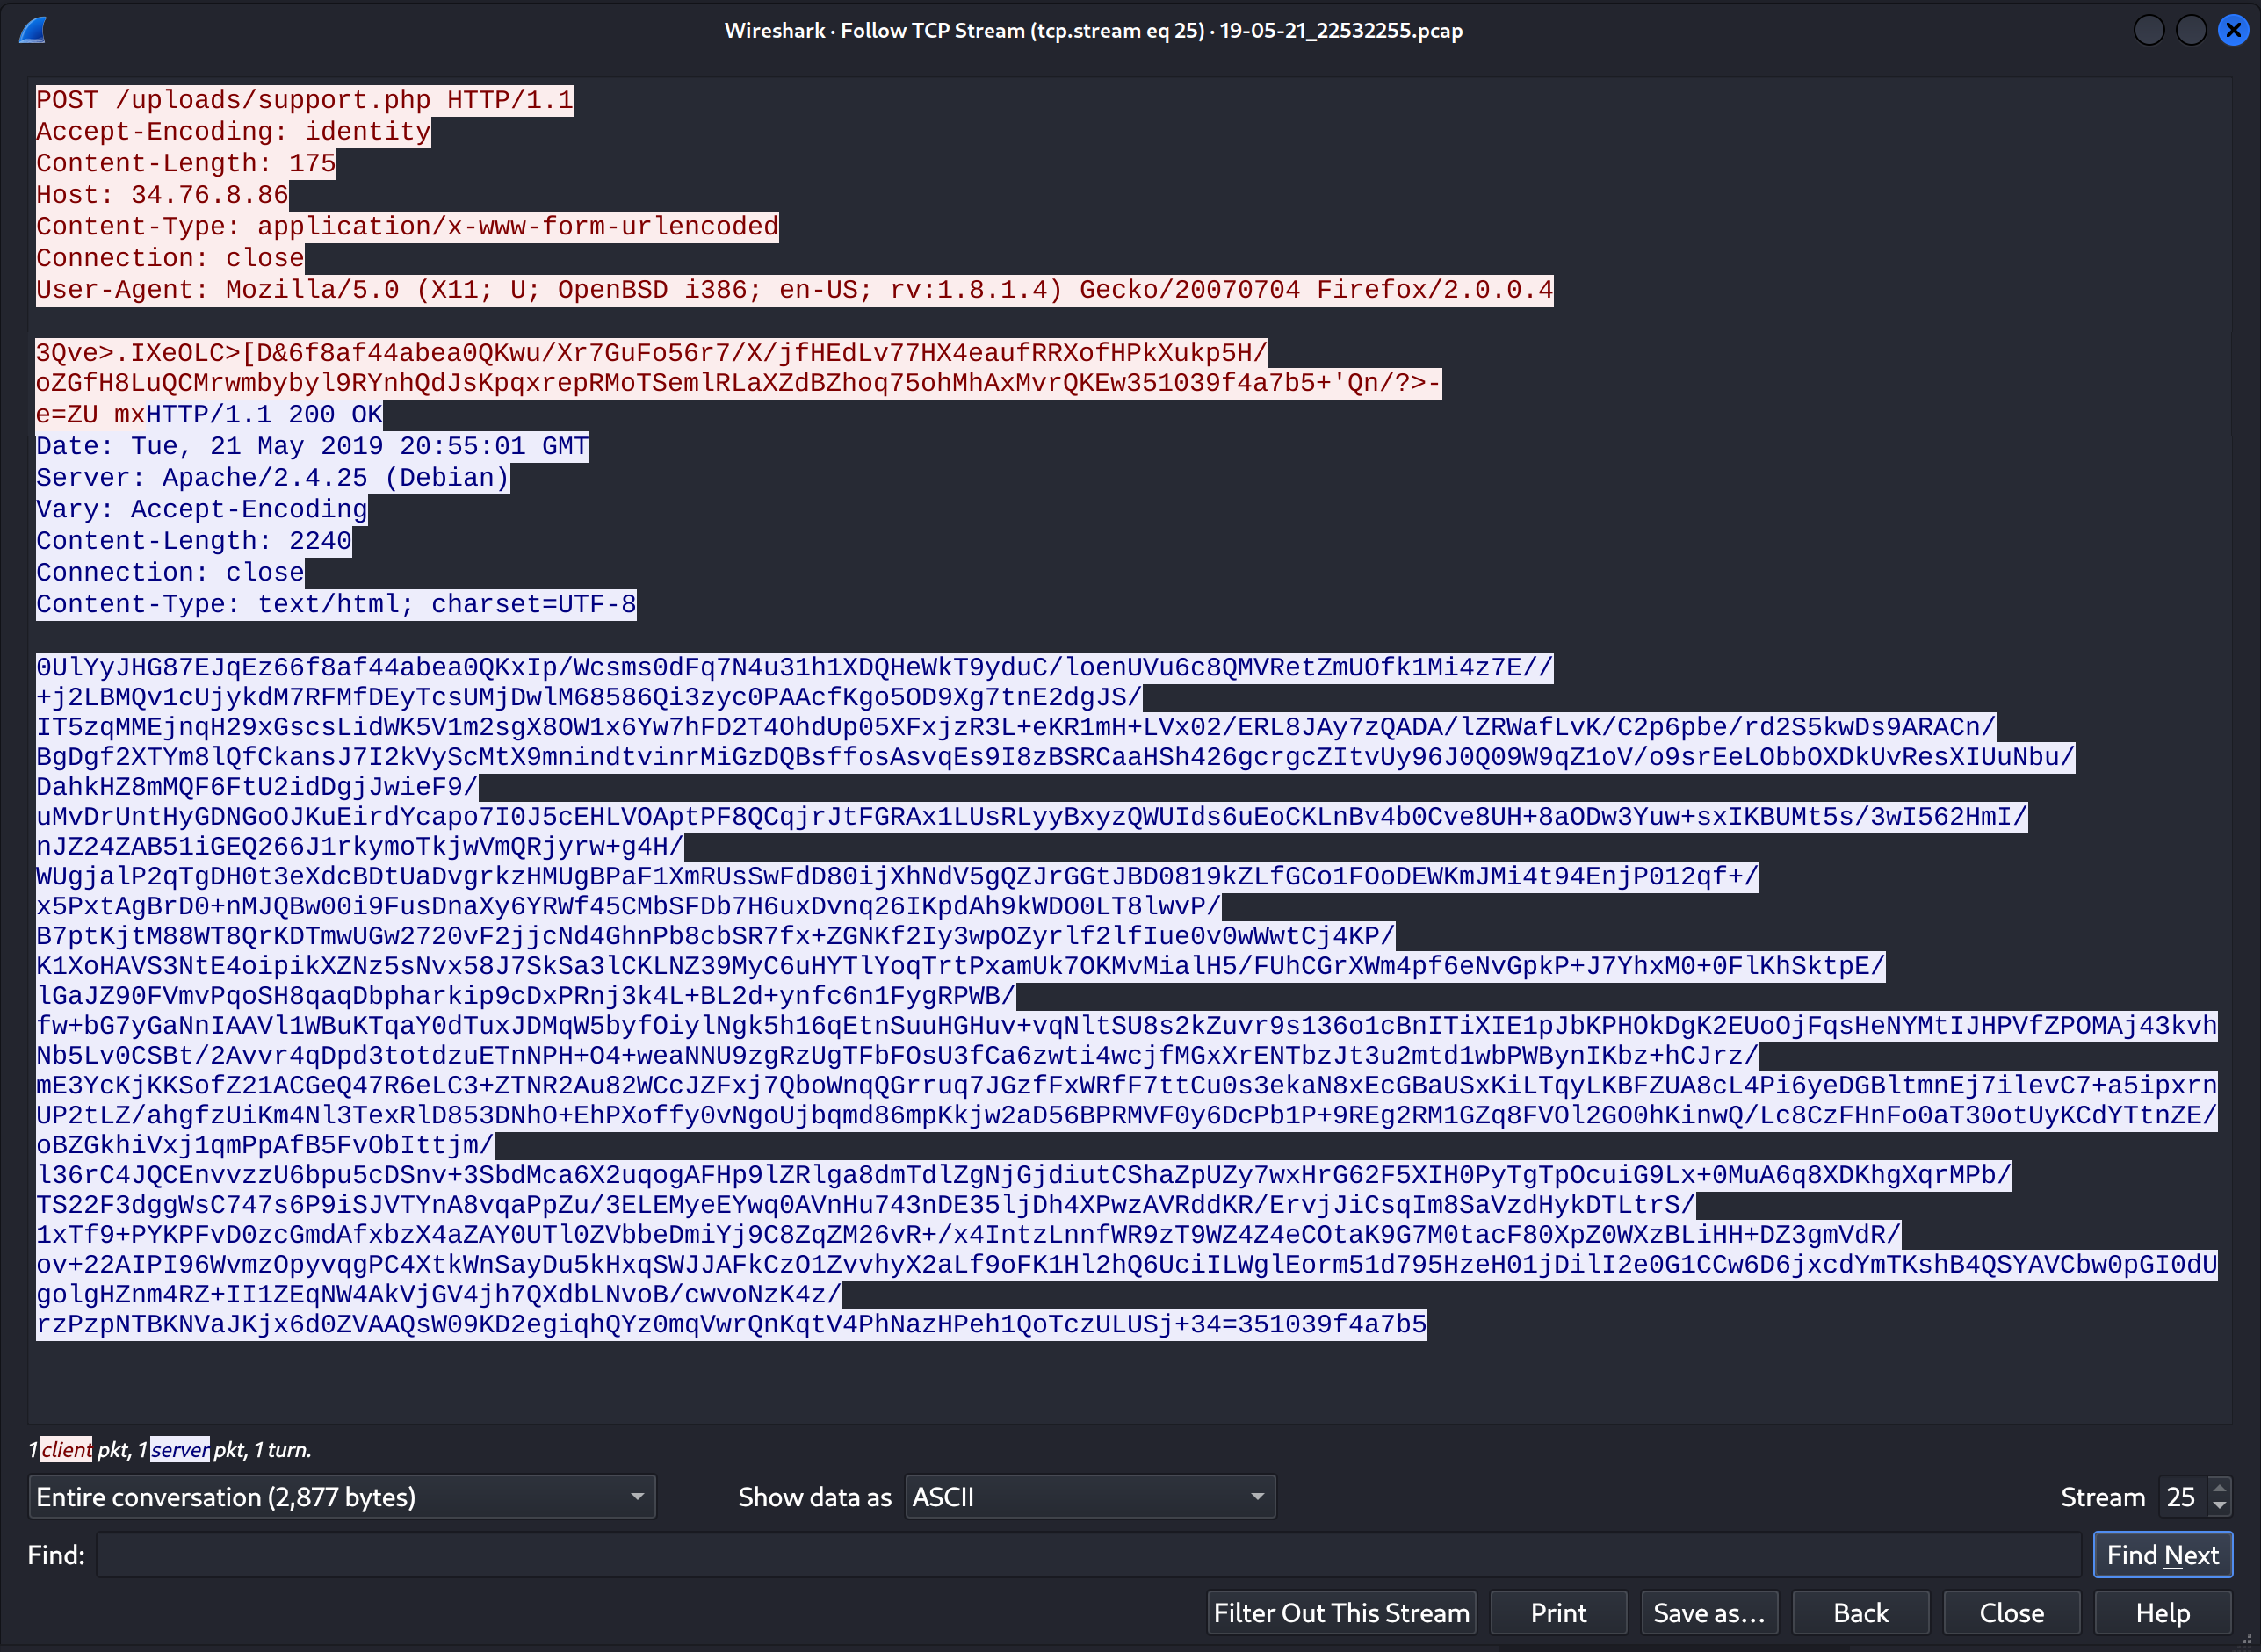 Wireshark · Follow TCP Stream (tcp.stream eq 25) · 19-05-21_22532255.pcap
POST /uploads/support.php HTTP/1.1
Accept-Encoding: identity
Content-Length: 175
Host: 34.76.8.86
Content-Type: application/x-www-form-urlencoded
Connection: close
User-Agent: Mozilla/5.0 (X11; U; OpenBSD i386; en-US; rv:1.8.1.4) Gecko/20070704 Firefox/2.0.0.4
3Qve>.IXeOLC>[D&6f8af44abea0QKwu/Xr7GuFo56r7/X/jfHEdLv77HX4eaufRRXofHPkXukp5H/
oZGfH8LuQCMrwmbybyl9RYnhQdJsKpqxrepRMoTSemlRLaXZdBZhoq75ohMhAxMvrQKEw351039f4a7b5+'Qn/?>-
e=ZU mxHTTP/1.1 200 OK
Date: Tue, 21 May 2019 20:55:01 GMT
Server: Apache/2.4.25 (Debian)
Vary: Accept-Encoding
Content-Length: 2240
Connection: close
Content-Type: text/html; charset=UTF-8
0UlYyJHG87EJqEz66f8af44abea0QKxIp/Wcsms0dFq7N4u31h1XDQHeWkT9yduC/loenUVu6c8QMVRetZmUOfk1Mi4z7E//
+j2LBMQv1cUjykdM7RFMfDEyTcsUMjDwlM68586Qi3zyc0PAAcfKgo5OD9Xg7tnE2dgJS/
IT5zqMMEjnqH29xGscsLidWK5V1m2sgX8OW1x6Yw7hFD2T4OhdUp05XFxjzR3L+eKR1mH+LVx02/ERL8JAy7zQADA/lZRWafLvK/C2p6pbe/rd2S5kwDs9ARACn/
BgDgf2XTYm8lQfCkansJ7I2kVyScMtX9mnindtvinrMiGzDQBsffosAsvqEs9I8zBSRCaaHSh426gcrgcZItvUy96J0Q09W9qZ1oV/o9srEeLObbOXDkUvResXIUuNbu/
DahkHZ8mMQF6FtU2idDgjJwieF9/
uMvDrUntHyGDNGoOJKuEirdYcapo7I0J5cEHLVOAptPF8QCqjrJtFGRAx1LUsRLyyBxyzQWUIds6uEoCKLnBv4b0Cve8UH+8aODw3Yuw+sxIKBUMt5s/3wI562HmI/
nJZ24ZAB51iGEQ266J1rkymoTkjwVmQRjyrw+g4H/
WUgjalP2qTgDH0t3eXdcBDtUaDvgrkzHMUgBPaF1XmRUsSwFdD80ijXhNdV5gQZJrGGtJBD0819kZLfGCo1FOoDEWKmJMi4t94EnjP012qf+/
x5PxtAgBrD0+nMJQBw00i9FusDnaXy6YRWf45CMbSFDb7H6uxDvnq26IKpdAh9kWDO0LT8lwvP/
B7ptKjtM88WT8QrKDTmwUGw2720vF2jjcNd4GhnPb8cbSR7fx+ZGNKf2Iy3wpOZyrlf2lfIue0v0wWwtCj4KP/
K1XoHAVS3NtE4oipikXZNz5sNvx58J7SkSa3lCKLNZ39MyC6uHYTlYoqTrtPxamUk7OKMvMialH5/FUhCGrXWm4pf6eNvGpkP+J7YhxM0+0FlKhSktpE/
lGaJZ90FVmvPqoSH8qaqDbpharkip9cDxPRnj3k4L+BL2d+ynfc6n1FygRPWB/
fw+bG7yGaNnIAAVl1WBuKTqaY0dTuxJDMqW5byfOiylNgk5h16qEtnSuuHGHuv+vqNltSU8s2kZuvr9s136o1cBnITiXIE1pJbKPHOkDgK2EUoOjFqsHeNYMtIJHPVfZPOMAj43kvh
Nb5Lv0CSBt/2Avvr4qDpd3totdzuETnNPH+O4+weaNNU9zgRzUgTFbFOsU3fCa6zwti4wcjfMGxXrENTbzJt3u2mtd1wbPWBynIKbz+hCJrz/
mE3YcKjKKSofZ21ACGeQ47R6eLC3+ZTNR2Au82WCcJZFxj7QboWnqQGrruq7JGzfFxWRfF7ttCu0s3ekaN8xEcGBaUSxKiLTqyLKBFZUA8cL4Pi6yeDGBltmnEj7ilevC7+a5ipxrn
UP2tLZ/ahgfzUiKm4Nl3TexRlD853DNhO+EhPXoffy0vNgoUjbqmd86mpKkjw2aD56BPRMVF0y6DcPb1P+9REg2RM1GZq8FVOl2GO0hKinwQ/Lc8CzFHnFo0aT30otUyKCdYTtnZE/
oBZGkhiVxj1qmPpAfB5FvObIttjm/
l36rC4JQCEnvvzzU6bpu5cDSnv+3SbdMca6X2uqogAFHp9lZRlga8dmTdlZgNjGjdiutCShaZpUZy7wxHrG62F5XIH0PyTgTpOcuiG9Lx+0MuA6q8XDKhgXqrMPb/
TS22F3dggWsC747s6P9iSJVTYnA8vqaPpZu/3ELEMyeEYwq0AVnHu743nDE35ljDh4XPwzAVRddKR/ErvjJiCsqIm8SaVzdHykDTLtrS/
1xTf9+PYKPFvD0zcGmdAfxbzX4aZAY0UTl0ZVbbeDmiYj9C8ZqZM26vR+/x4IntzLnnfWR9zT9WZ4Z4eCOtaK9G7M0tacF80XpZ0WXzBLiHH+DZ3gmVdR/
ov+22AIPI96WvmzOpyvqgPC4XtkWnSayDu5kHxqSWJJAFkCzO1ZvvhyX2aLf9oFK1Hl2hQ6UciILWglEorm51d795HzeH01jDilI2e0G1CCw6D6jxcdYmTKshB4QSYAVCbw0pGI0dU
golgHZnm4RZ+II1ZEqNW4AkVjGV4jh7QXdbLNvoB/cwvoNzK4z/
rzPzpNTBKNVaJKjx6d0ZVAAQsW09KD2egiqhQYz0mqVwrQnKqtV4PhNazHPeh1QoTczULUSj+34=351039f4a7b5
1 client pkt, 1 server pkt, 1 turn.
Entire conversation (2,877 bytes) Show data as ASCII Stream 25
Find: Find Next
Filter Out This Stream Print Save as… Back Close Help